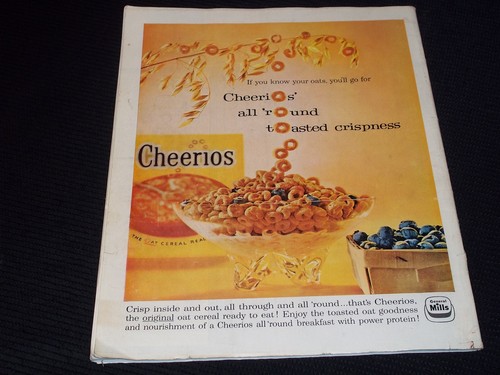 If you know your oats, you'll go for
Cheerios'
all 'round
toasted crispness
Cheerios
CEREAL
Crisp inside and out, all through and all 'round...that's Cheerios,
the original oat cereal ready to eat! Enjoy the toasted oat goodness
and nourishment of a Cheerios all 'round breakfast with power protein!
General
Mills